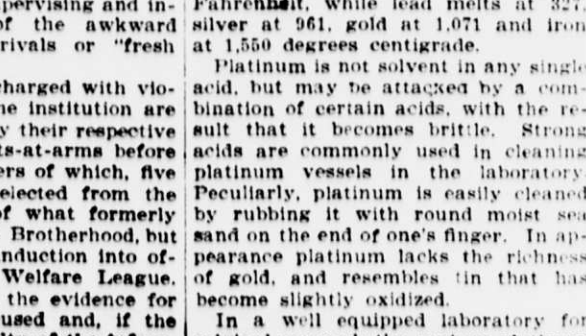 pervising and in-
of the awkward
rivals or "fresh
charged with vio-
he institution are
y their respective
ts-at-arms before
ers of which, five
elected from the
of what formerly
Brotherhood, but
nduction into of-
Welfare League.
the evidence for
used and, if the
Fahrenheit, while lead melts at 327,
silver at 961, gold at 1,071 and iron
at 1,550 degrees centigrade.
Platinum is not solvent in any single
acid, but may be attacked by a com-
bination of certain acids, with the re-
sult that it becomes brittle. Strong
acids are commonly used in cleaning
platinum vessels in the laboratory.
Peculiarly, platinum is easily cleaned
by rubbing it with round moist sea
sand on the end of one's finger. In ap-
pearance platinum lacks the richness
of gold, and resembles tin that has
become slightly oxidized.
In a well equipped laboratory for